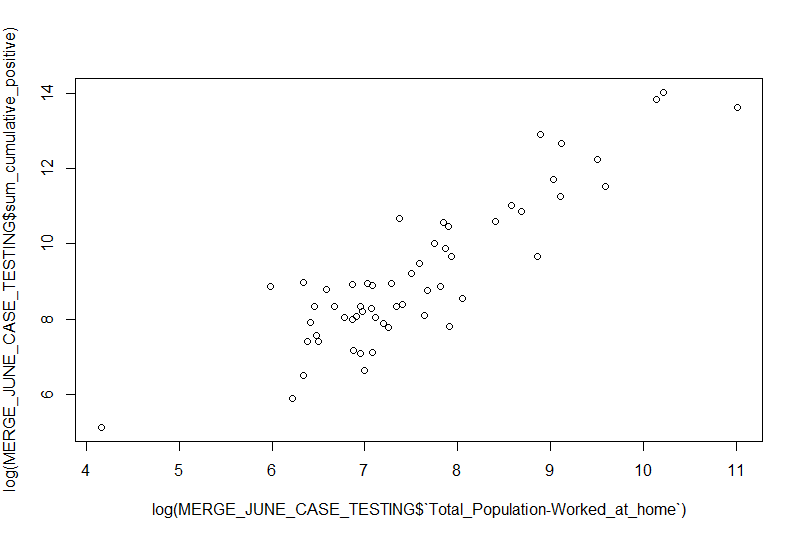 log(MERGE_JUNE_CASE_TESTING$sum_cumulative_positive)
14
12
10
8
6
4 5 6 7 8 9 10 11
log(MERGE_JUNE_CASE_TESTING$`Total_Population-Worked_at_home`)